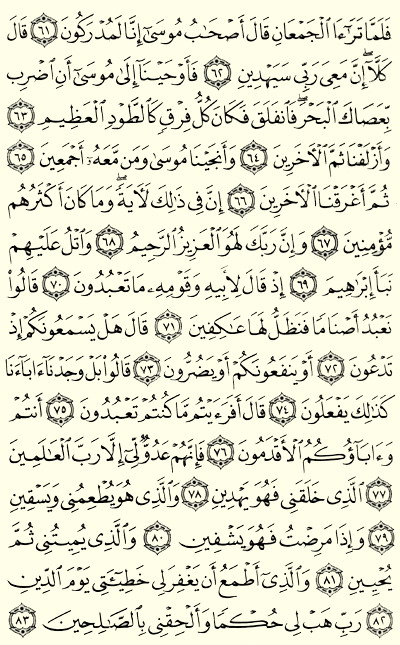 فَلَمَّا تَرَٰٓءَا ٱلْجَمْعَانِ قَالَ أَصْحَـٰبُ مُوسَىٰٓ إِنَّا لَمُدْرَكُونَ ٦١ قَالَ
كَلَّآ ۖ إِنَّ مَعِىَ رَبِّى سَيَهْدِينِ ٦٢ فَأَوْحَيْنَآ إِلَىٰ مُوسَىٰٓ أَنِ ٱضْرِب
بِّعَصَاكَ ٱلْبَحْرَ ۖ فَٱنفَلَقَ فَكَانَ كُلُّ فِرْقٍ كَٱلطَّوْدِ ٱلْعَظِيمِ ٦٣
وَأَزْلَفْنَا ثَمَّ ٱلْـَٔاخَرِينَ ٦٤ وَأَنجَيْنَا مُوسَىٰ وَمَن مَّعَهُۥٓ أَجْمَعِينَ ٦٥
ثُمَّ أَغْرَقْنَا ٱلْـَٔاخَرِينَ ٦٦ إِنَّ فِى ذَٰلِكَ لَـَٔايَةً ۖ وَمَا كَانَ أَكْثَرُهُم
مُّؤْمِنِينَ ٦٧ وَإِنَّ رَبَّكَ لَهُوَ ٱلْعَزِيزُ ٱلرَّحِيمُ ٦٨ وَٱتْلُ عَلَيْهِمْ
نَبَأَ إِبْرَٰهِيمَ ٦٩ إِذْ قَالَ لِأَبِيهِ وَقَوْمِهِۦ مَا تَعْبُدُونَ ٧٠ قَالُوا۟
نَعْبُدُ أَصْنَامًا فَنَظَلُّ لَهَا عَـٰكِفِينَ ٧١ قَالَ هَلْ يَسْمَعُونَكُمْ إِذْ
تَدْعُونَ ٧٢ أَوْ يَنفَعُونَكُمْ أَوْ يَضُرُّونَ ٧٣ قَالُوا۟ بَلْ وَجَدْنَآ ءَابَآءَنَا
كَذَٰلِكَ يَفْعَلُونَ ٧٤ قَالَ أَفَرَءَيْتُم مَّا كُنتُمْ تَعْبُدُونَ ٧٥ أَنتُمْ
وَءَابَآؤُكُمُ ٱلْأَقْدَمُونَ ٧٦ فَإِنَّهُمْ عَدُوٌّ لِّىٓ إِلَّا رَبَّ ٱلْعَـٰلَمِينَ
٧٧ ٱلَّذِى خَلَقَنِى فَهُوَ يَهْدِينِ ٧٨ وَٱلَّذِى هُوَ يُطْعِمُنِى وَيَسْقِينِ
٧٩ وَإِذَا مَرِضْتُ فَهُوَ يَشْفِينِ ٨٠ وَٱلَّذِى يُمِيتُنِى ثُمَّ
يُحْيِينِ ٨١ وَٱلَّذِىٓ أَطْمَعُ أَن يَغْفِرَ لِى خَطِيٓـَٔتِى يَوْمَ ٱلدِّينِ
٨٢ رَبِّ هَبْ لِى حُكْمًا وَأَلْحِقْنِى بِٱلصَّـٰلِحِينَ ٨٣